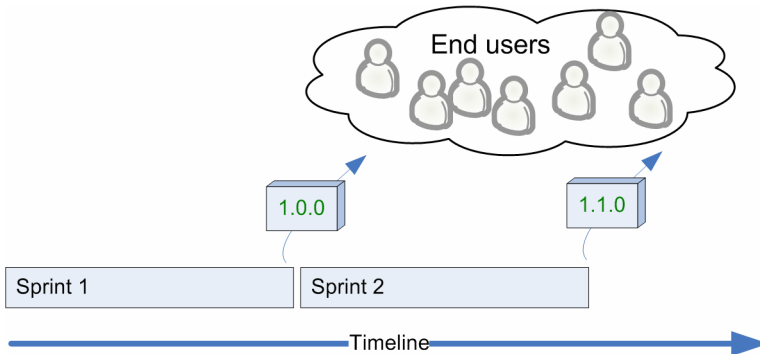 End users
1.0.0
1.1.0
Sprint 1
Sprint 2
Timeline